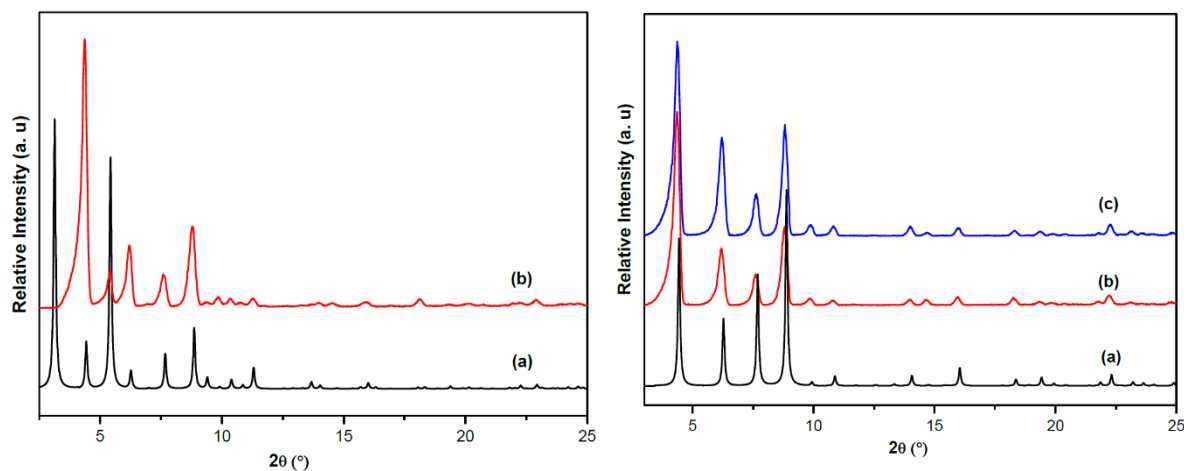 Relative Intensity (a. u)
(b)
(a)
5 10 15 20 25
2θ (°)
Relative Intensity (a. u)
(c)
(b)
(a)
5 10 15 20 25
2θ (°)